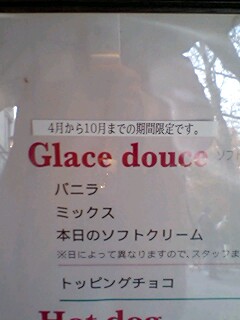 4月から10月までの期間限定です。
Glace douce ソフ
バニラ
ミックス
本日のソフトクリーム
※日によって異なりますので、スタッフま
トッピングチョコ
Hot dog